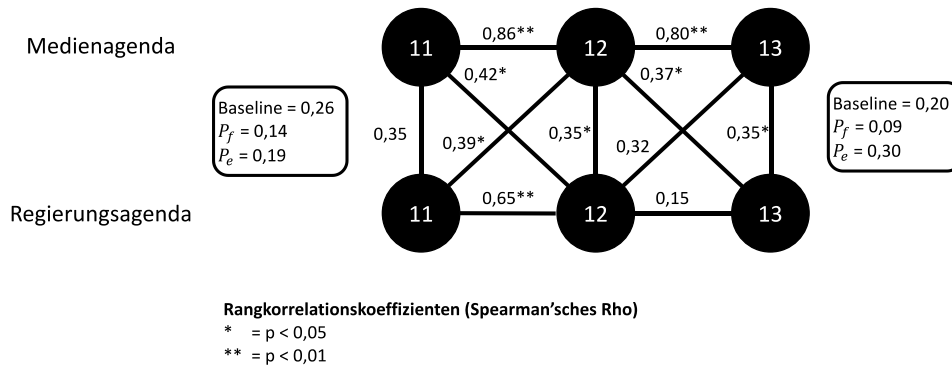 Medienagenda
11
0,86**
12
0,80**
13
0,42*
0,37*
Baseline = 0,26
P_f = 0,14
P_e = 0,19
0,35
0,39*
0,35*
0,32
0,35*
Baseline = 0,20
P_f = 0,09
P_e = 0,30
Regierungsagenda
11
0,65**
12
0,15
13
Rangkorrelationskoeffizienten (Spearman’sches Rho)
* = p < 0,05
** = p < 0,01